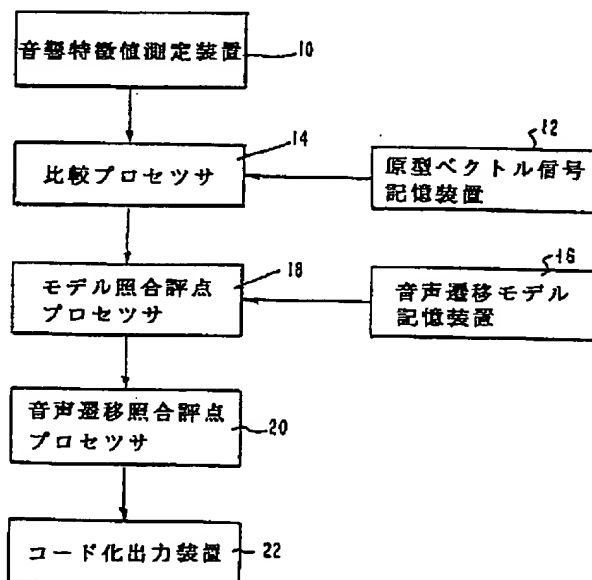 音響特徴値測定装置
10
14
比較プロセツサ
12
原型ベクトル信号
記憶装置
18
モデル照合評点
プロセツサ
16
音声遷移モデル
記憶装置
音声遷移照合評点
プロセツサ
20
コード化出力装置
22